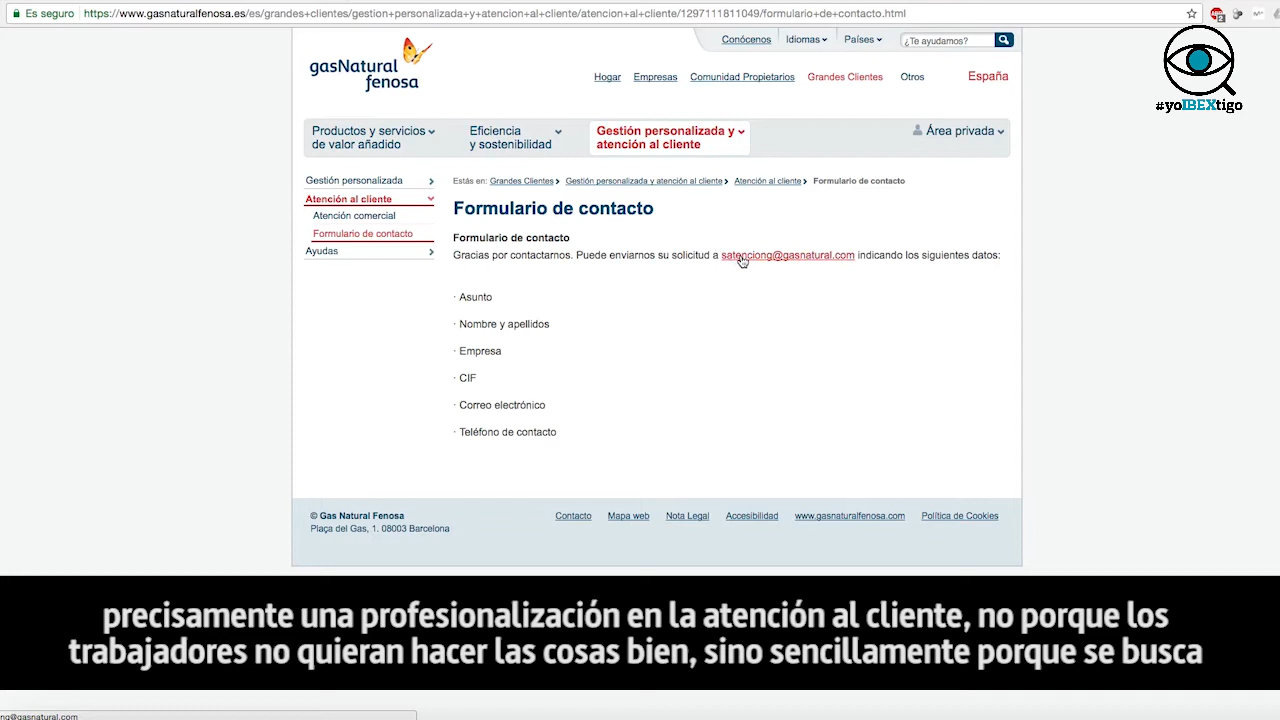 Es seguro
https://www.gasnaturalfenosa.es/es/grandes+clientes/gestion+personalizada+y+atencion+al+cliente/atencion+al+cliente/1297111811049/formulario+de+contacto.html
Conócenos Idiomas Países ¿Te ayudamos?
gasNatural
fenosa
Hogar Empresas Comunidad Propietarios Grandes Clientes Otros España
#yoIBEXtigo
Productos y servicios
de valor añadido
Eficiencia
y sostenibilidad
Gestión personalizada y
atención al cliente
Área privada
Gestión personalizada
Atención al cliente
Atención comercial
Formulario de contacto
Ayudas
Estás en: Grandes Clientes Gestión personalizada y atención al cliente Atención al cliente Formulario de contacto
Formulario de contacto
Formulario de contacto
Gracias por contactarnos. Puede enviarnos su solicitud a satenciong@gasnatural.com indicando los siguientes datos:
· Asunto
· Nombre y apellidos
· Empresa
· CIF
· Correo electrónico
· Teléfono de contacto
© Gas Natural Fenosa
Plaça del Gas, 1. 08003 Barcelona
Contacto Mapa web Nota Legal Accesibilidad www.gasnaturalfenosa.com Política de Cookies
precisamente una profesionalización en la atención al cliente, no porque los
trabajadores no quieran hacer las cosas bien, sino sencillamente porque se busca
ng@gasnatural.com